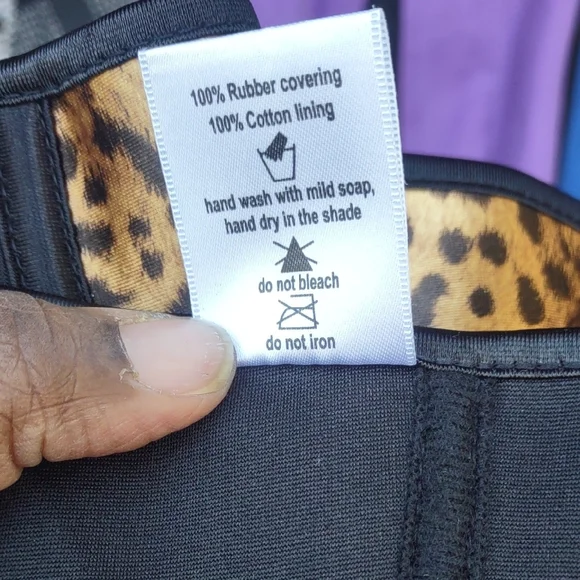 100% Rubber covering
100% Cotton lining
hand wash with mild soap,
hand dry in the shade
do not bleach
do not iron